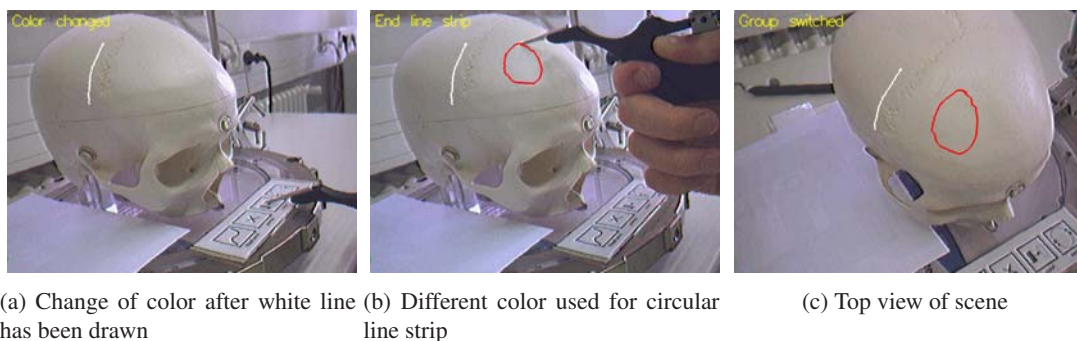 Color changed
End line strip
Group switched
(a) Change of color after white line
has been drawn
(b) Different color used for circular
line strip
(c) Top view of scene